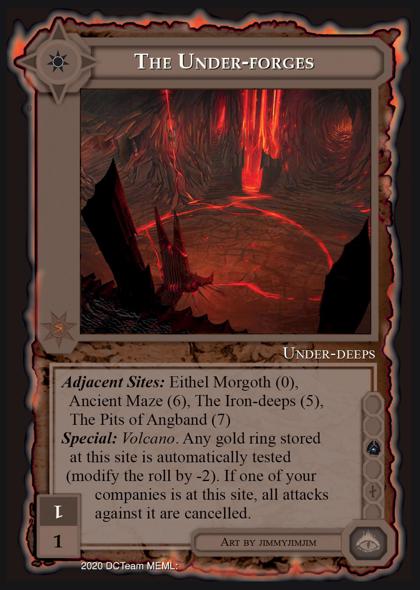 THE UNDER-FORGES
S
UNDER-DEEPS
Adjacent Sites: Eithel Morgoth (0),
Ancient Maze (6), The Iron-deeps (5),
The Pits of Angband (7)
Special: Volcano. Any gold ring stored
at this site is automatically tested
(modify the roll by -2). If one of your
companies is at this site, all attacks
against it are cancelled.
1
1
ART BY JIMMYJIMJIM
2020 DCTeam MEML: